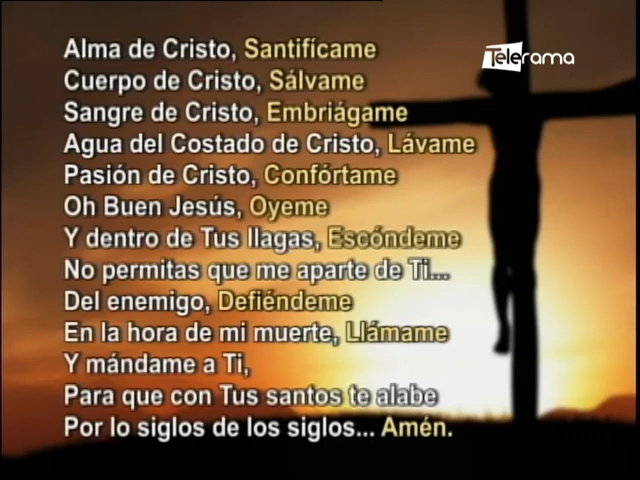 Telerama
Alma de Cristo, Santifícame
Cuerpo de Cristo, Sálvame
Sangre de Cristo, Embriágame
Agua del Costado de Cristo, Lávame
Pasión de Cristo, Confórtame
Oh Buen Jesús, Oyeme
Y dentro de Tus llagas, Escóndeme
No permitas que me aparte de Ti...
Del enemigo, Defiéndeme
En la hora de mi muerte, Llámame
Y mándame a Ti,
Para que con Tus santos te alabe
Por lo siglos de los siglos... Amén.